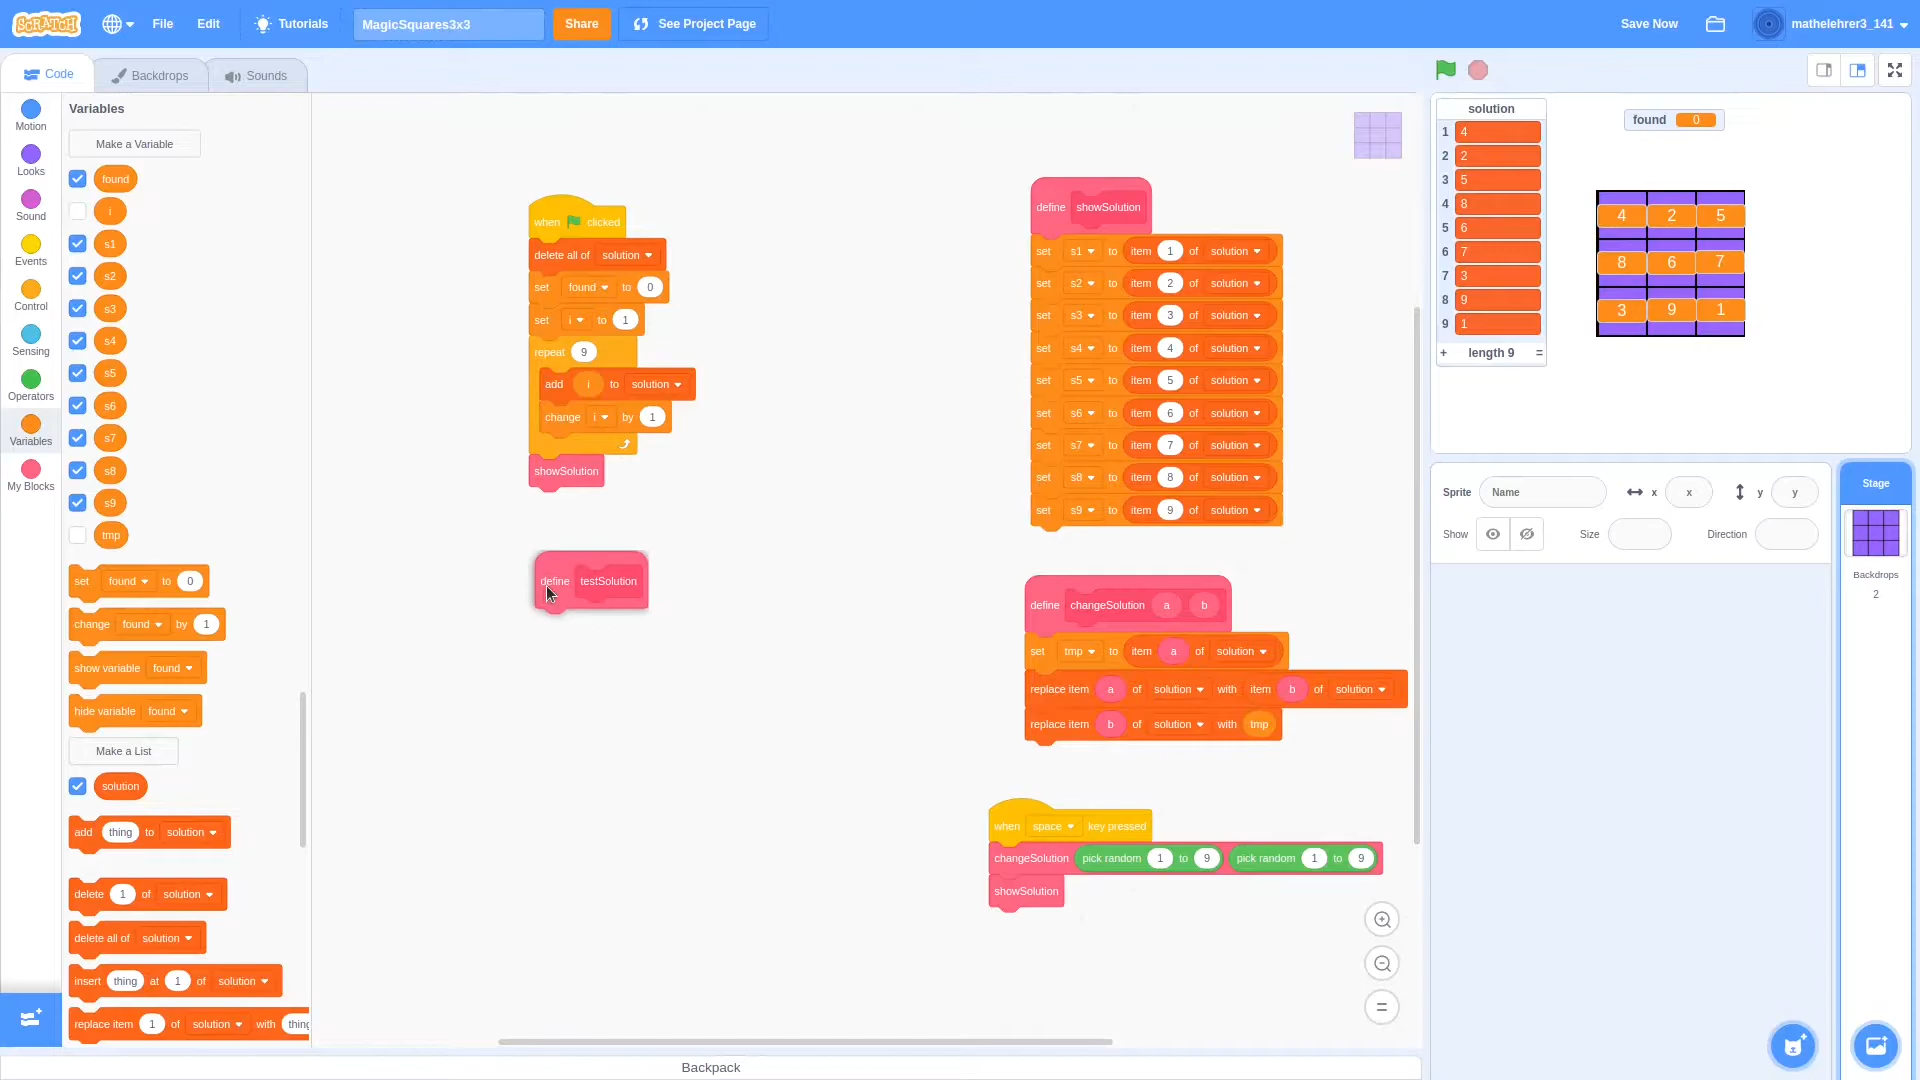 SCRATCH
File
Edit
Tutorials
MagicSquares3x3
Share
See Project Page
Save Now
mathelehrer3_141
Code
Backdrops
Sounds
Motion
Looks
Sound
Events
Control
Sensing
Operators
Variables
My Blocks
Variables
Make a Variable
found
i
s1
s2
s3
s4
s5
s6
s7
s8
s9
tmp
set found to 0
change found by 1
show variable found
hide variable found
Make a List
solution
add thing to solution
delete 1 of solution
delete all of solution
insert thing at 1 of solution
replace item 1 of solution with thing
when clicked
delete all of solution
set found to 0
set i to 1
repeat 9
add i to solution
change i by 1
showSolution
define testSolution
define showSolution
set s1 to item 1 of solution
set s2 to item 2 of solution
set s3 to item 3 of solution
set s4 to item 4 of solution
set s5 to item 5 of solution
set s6 to item 6 of solution
set s7 to item 7 of solution
set s8 to item 8 of solution
set s9 to item 9 of solution
define changeSolution a b
set tmp to item a of solution
replace item a of solution with item b of solution
replace item b of solution with tmp
when space key pressed
changeSolution pick random 1 to 9 pick random 1 to 9
showSolution
Backpack
solution
1 4
2 2
3 5
4 8
5 6
6 7
7 3
8 9
9 1
+ length 9 =
found 0
4 2 5
8 6 7
3 9 1
Sprite Name x x y y
Show Size Direction
Stage
Backdrops
2